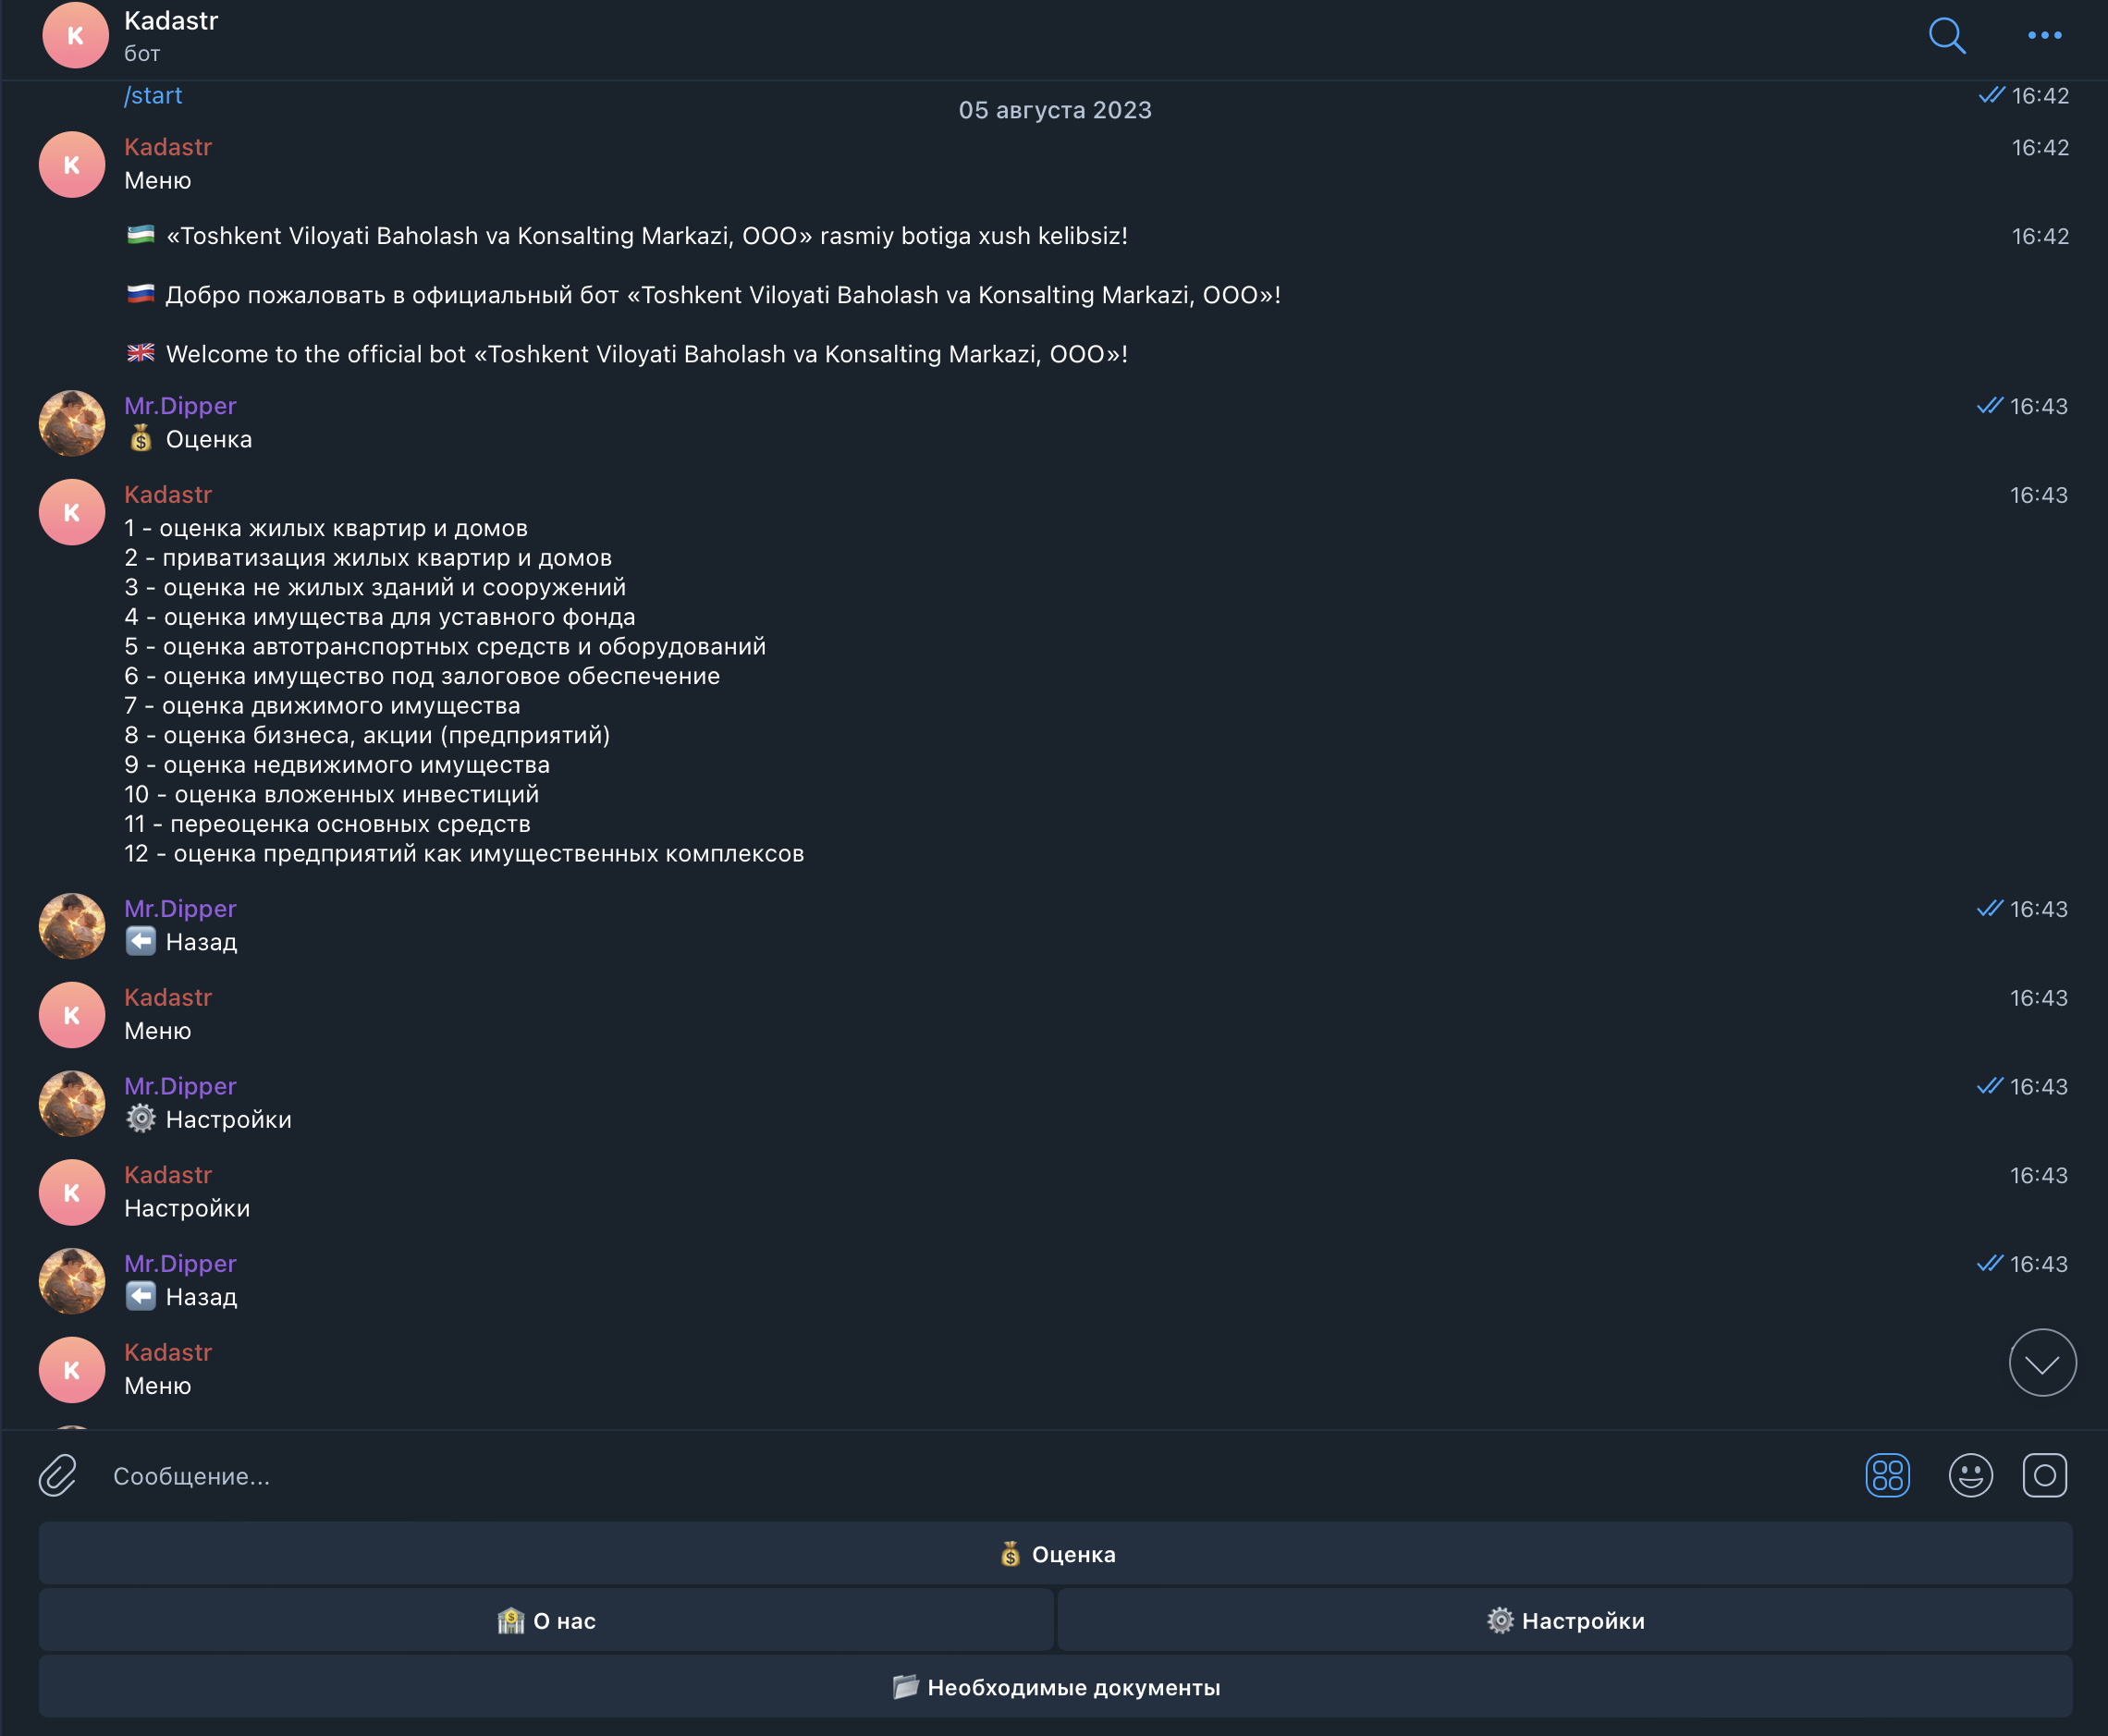 Kadastr
бот
/start
16:42
05 августа 2023
Kadastr
16:42
Меню
«Toshkent Viloyati Baholash va Konsalting Markazi, ООО» rasmiy botiga xush kelibsiz!
16:42
Добро пожаловать в официальный бот «Toshkent Viloyati Baholash va Konsalting Markazi, ООО»!
Welcome to the official bot «Toshkent Viloyati Baholash va Konsalting Markazi, ООО»!
Mr.Dipper
16:43
Оценка
Kadastr
16:43
1 - оценка жилых квартир и домов
2 - приватизация жилых квартир и домов
3 - оценка не жилых зданий и сооружений
4 - оценка имущества для уставного фонда
5 - оценка автотранспортных средств и оборудований
6 - оценка имущество под залоговое обеспечение
7 - оценка движимого имущества
8 - оценка бизнеса, акции (предприятий)
9 - оценка недвижимого имущества
10 - оценка вложенных инвестиций
11 - переоценка основных средств
12 - оценка предприятий как имущественных комплексов
Mr.Dipper
16:43
Назад
Kadastr
16:43
Меню
Mr.Dipper
16:43
Настройки
Kadastr
16:43
Настройки
Mr.Dipper
16:43
Назад
Kadastr
Меню
Сообщение...
Оценка
О нас
Настройки
Необходимые документы